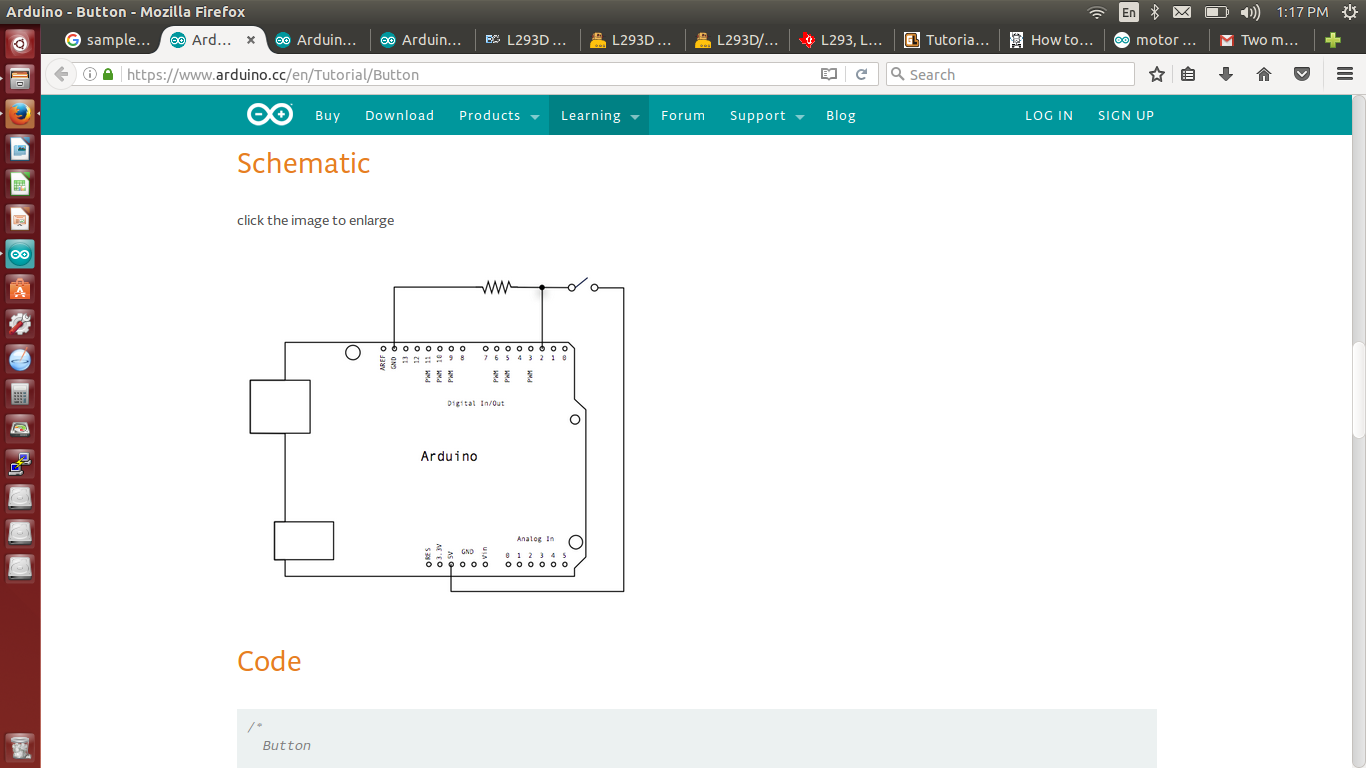 Arduino - Button - Mozilla Firefox
En
1:17 PM
sample...
Ard...
Arduin...
Arduin...
L293D ...
L293D ...
L293D/...
L293, L...
Tutoria...
How to...
motor ...
Two m...
https://www.arduino.cc/en/Tutorial/Button
Search
Buy Download Products Learning Forum Support Blog LOG IN SIGN UP
Schematic
click the image to enlarge
AREF GND 13 12 11 10 9 8 7 6 5 4 3 2 1 0
PWM PWM PWM PWM PWM PWM
Digital In/Out
Arduino
Analog In
RES 3.3V 5V GND Vin 0 1 2 3 4 5
Code
/*
Button